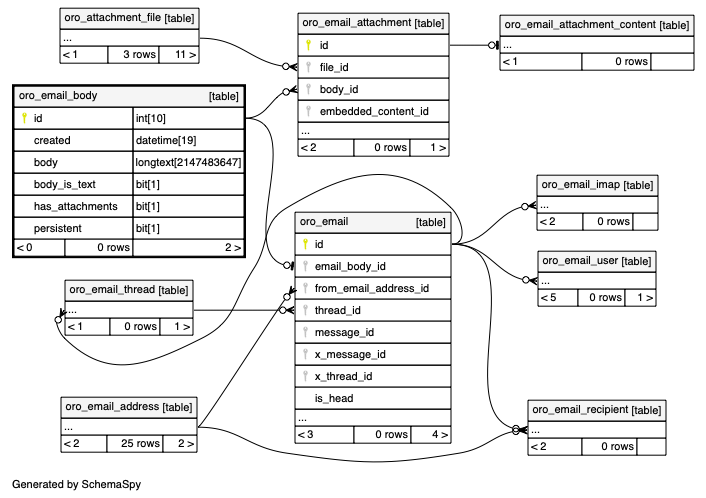 oro_attachment_file [table]
...
< 1 3 rows 11 >
oro_email_attachment [table]
id
file_id
body_id
embedded_content_id
...
< 2 0 rows 1 >
oro_email_attachment_content [table]
...
< 1 0 rows
oro_email_body [table]
id int[10]
created datetime[19]
body longtext[2147483647]
body_is_text bit[1]
has_attachments bit[1]
persistent bit[1]
< 0 0 rows 2 >
oro_email_imap [table]
...
< 2 0 rows
oro_email [table]
id
email_body_id
from_email_address_id
thread_id
message_id
x_message_id
x_thread_id
is_head
...
< 3 0 rows 4 >
oro_email_user [table]
...
< 5 0 rows 1 >
oro_email_thread [table]
...
< 1 0 rows 1 >
oro_email_address [table]
...
< 2 25 rows 2 >
oro_email_recipient [table]
...
< 2 0 rows
Generated by SchemaSpy